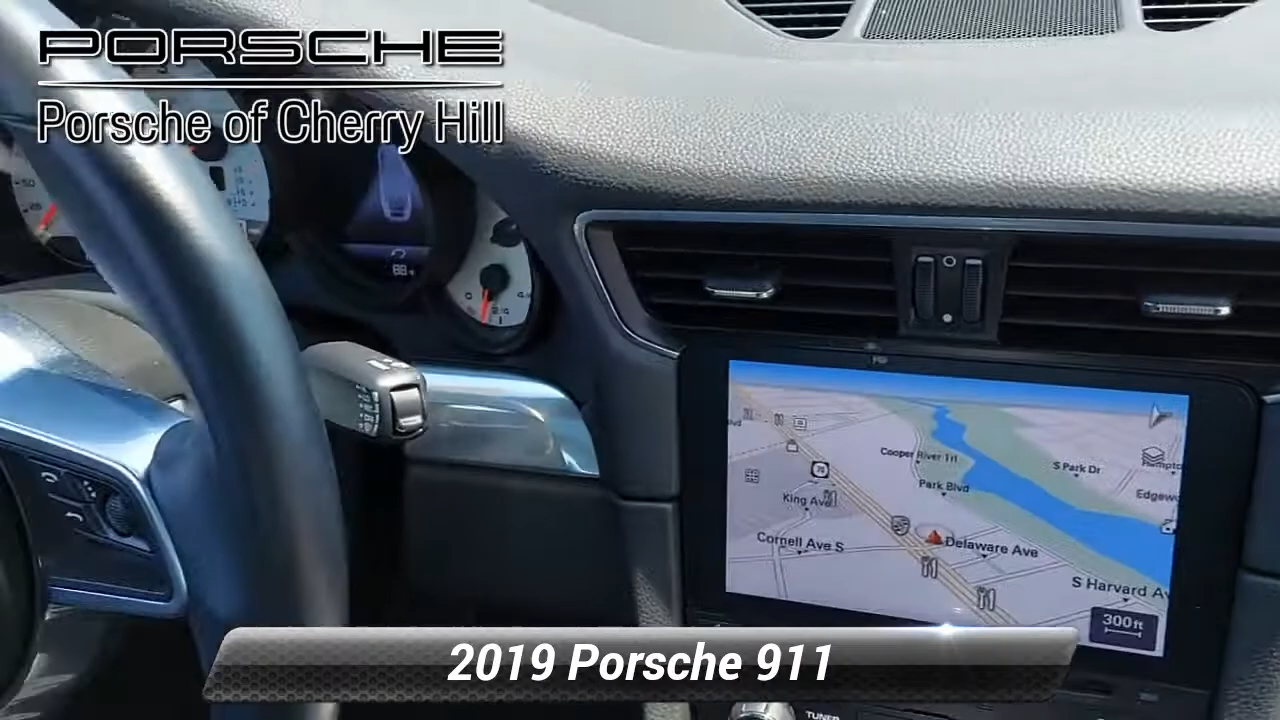 PORSCHE
Porsche of Cherry Hill
Cooper River Trl
S Park Dr
Park Blvd
King Ave
Cornell Ave S
Delaware Ave
S Harvard Av
300 ft
2019 Porsche 911
TUNER